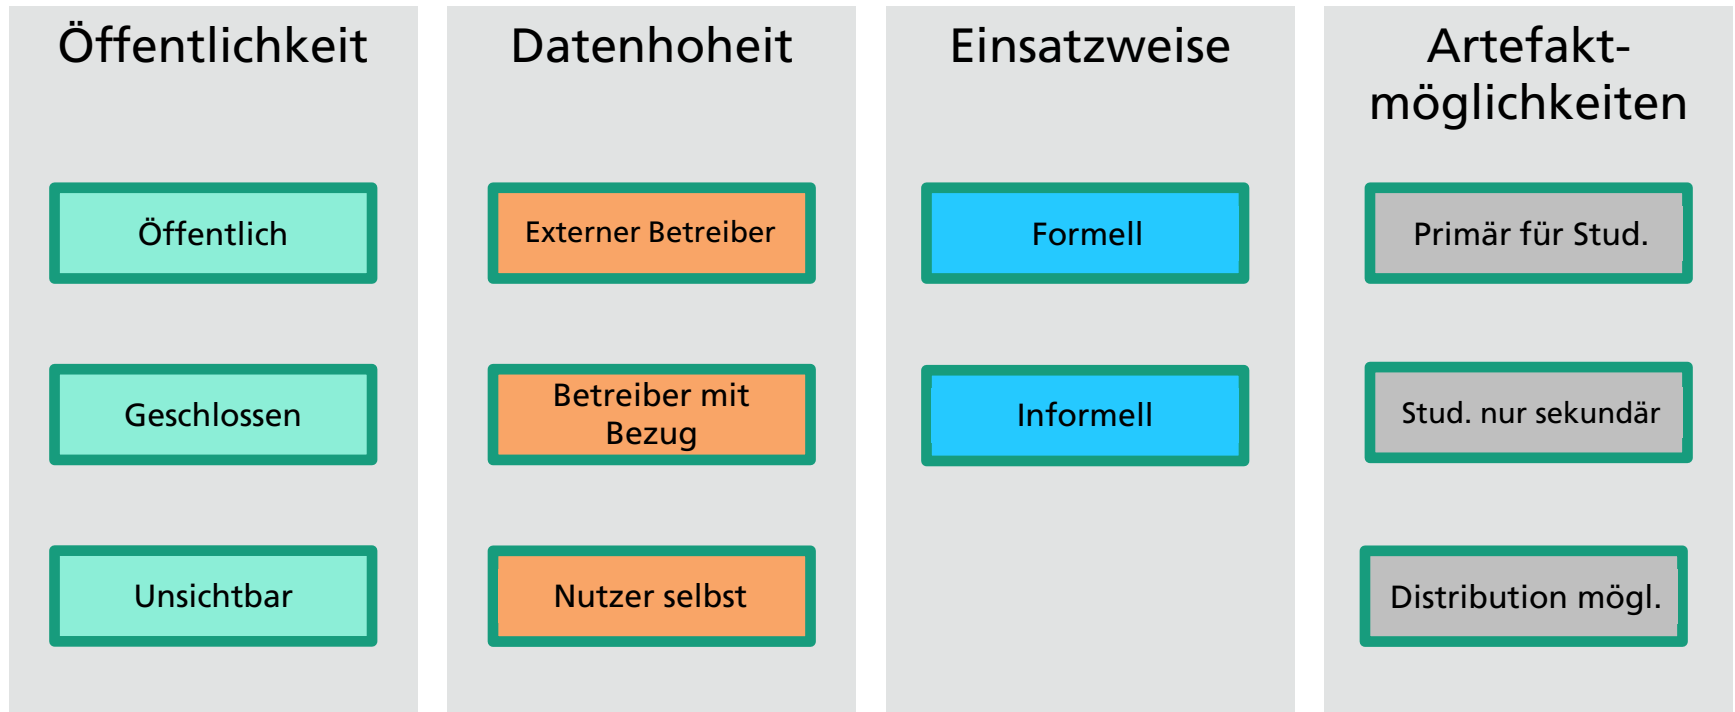 Öffentlichkeit
Öffentlich
Geschlossen
Unsichtbar
Datenhoheit
Externer Betreiber
Betreiber mit
Bezug
Nutzer selbst
Einsatzweise
Formell
Informell
Artefakt-
möglichkeiten
Primär für Stud.
Stud. nur sekundär
Distribution mögl.